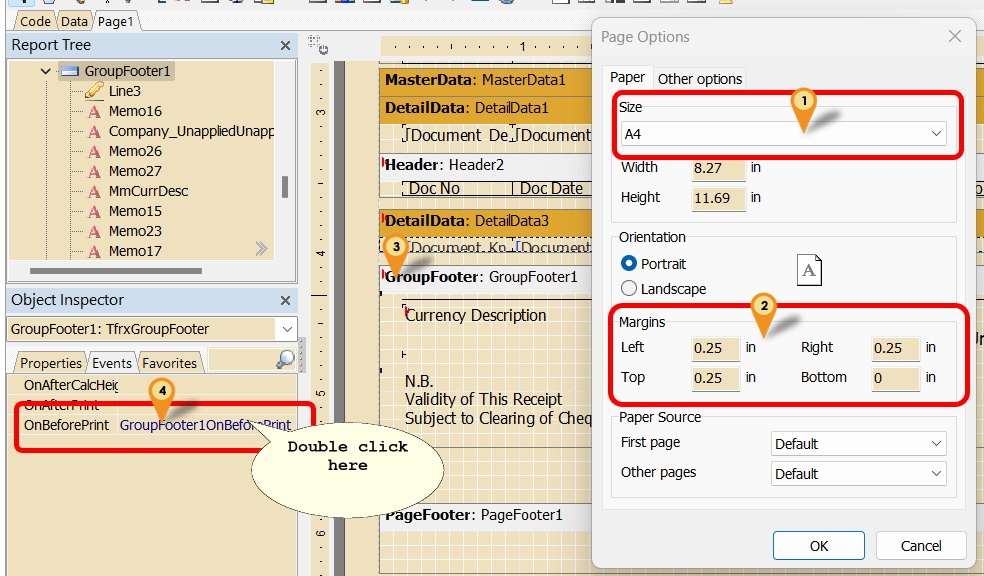 Code
Data
Page1
Report Tree
GroupFooter1
Line3
Memo16
Company_UnappliedUnapp
Memo26
Memo27
MmCurrDesc
Memo15
Memo23
Memo17
Object Inspector
GroupFooter1: TfrxGroupFooter
Properties
Events
Favorites
OnAfterCalcHeig
OnAfterPrint
OnBeforePrint
GroupFooter1OnBeforePrint
4
Double click
here
1
3
4
5
6
MasterData: MasterData1
DetailData: DetailData1
[Document_De
[Document
Header: Header2
Doc No
Doc Date
DetailData: DetailData3
[Document_Kn
[Document
3
GroupFooter: GroupFooter1
Currency Description
N.B.
Validity of This Receipt
Subject to Clearing of Cheq
PageFooter: PageFooter1
Page Options
Paper
Other options
Size
1
A4
Width 8.27 in
Height 11.69 in
Orientation
Portrait
Landscape
A
2
Margins
Left 0.25 in Right 0.25 in
Top 0.25 in Bottom 0 in
Paper Source
First page Default
Other pages Default
OK
Cancel